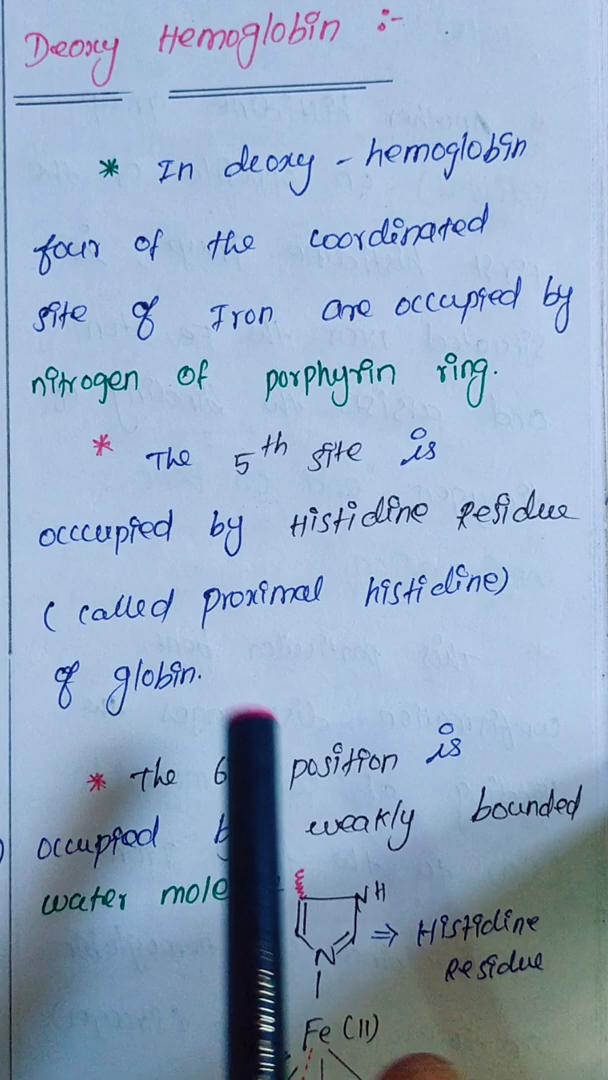 Deoxy Hemoglobin :-
* In deoxy - hemoglobin
four of the coordinated
site of Iron are occupied by
nitrogen of porphyrin ring.
* The 5th site is
occcupied by Histidine Residue
( called proximal histidine)
of globin.
* The 6 position is
occupied weakly bounded
water
N H
⇒ Histidine
Residue
N
Fe (II)